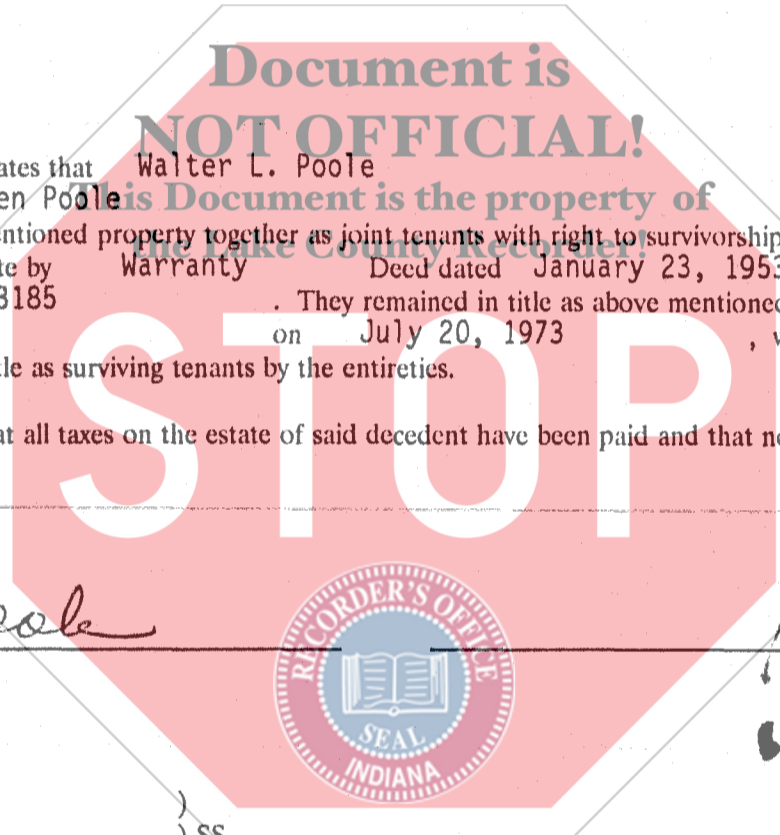 Document is
NOT OFFICIAL!
ates that Walter L. Poole
en Poole
This Document is the property of
the Lake County Recorder!
ntioned property together as joint tenants with right to survivorship
te by Warranty Deed dated January 23, 1953
3185 . They remained in title as above mentioned
on July 20, 1973 ,
tle as surviving tenants by the entireties.
at all taxes on the estate of said decedent have been paid and that no
STOP
oole
RECORDER'S OFFICE
SEAL
INDIANA
)
) SS